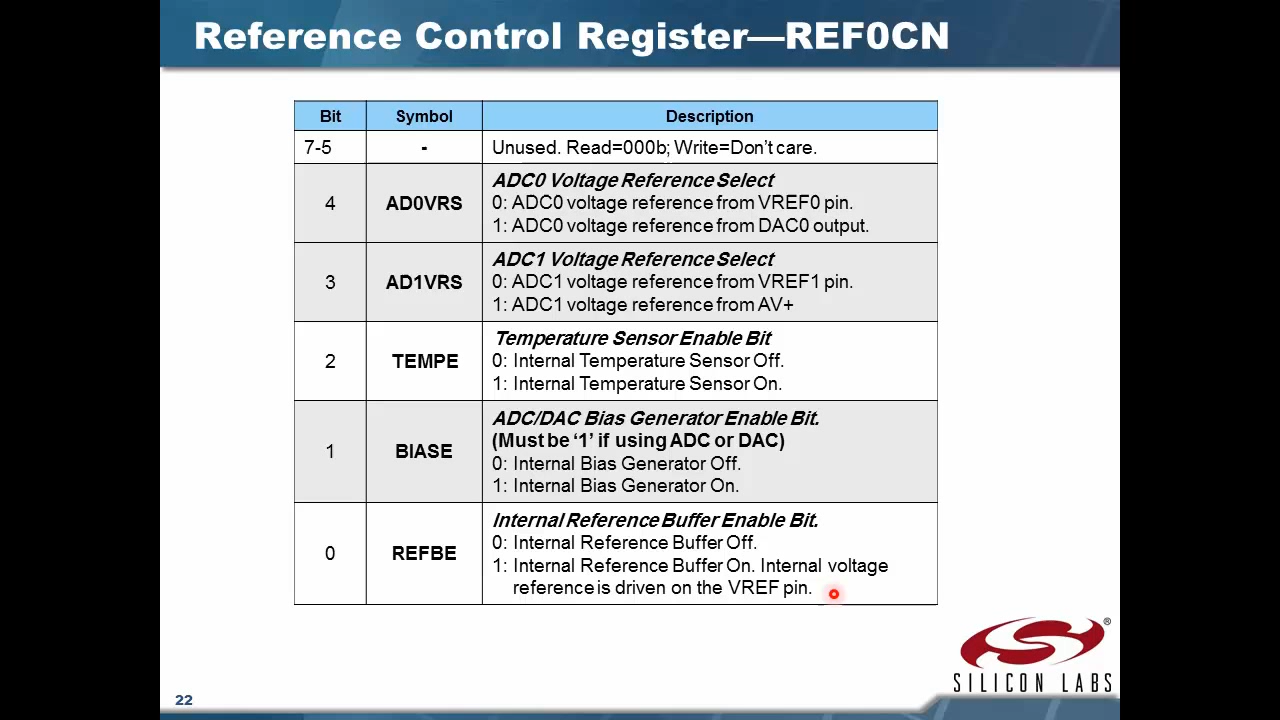 Reference Control Register—REF0CN
Bit Symbol Description
7-5 - Unused. Read=000b; Write=Don't care.
ADC0 Voltage Reference Select
4 AD0VRS 0: ADC0 voltage reference from VREF0 pin.
1: ADC0 voltage reference from DAC0 output.
ADC1 Voltage Reference Select
3 AD1VRS 0: ADC1 voltage reference from VREF1 pin.
1: ADC1 voltage reference from AV+
Temperature Sensor Enable Bit
2 TEMPE 0: Internal Temperature Sensor Off.
1: Internal Temperature Sensor On.
ADC/DAC Bias Generator Enable Bit.
(Must be ‘1’ if using ADC or DAC)
1 BIASE 0: Internal Bias Generator Off.
1: Internal Bias Generator On.
Internal Reference Buffer Enable Bit.
0 REFBE 0: Internal Reference Buffer Off.
1: Internal Reference Buffer On. Internal voltage
reference is driven on the VREF pin.
®
SILICON LABS
22